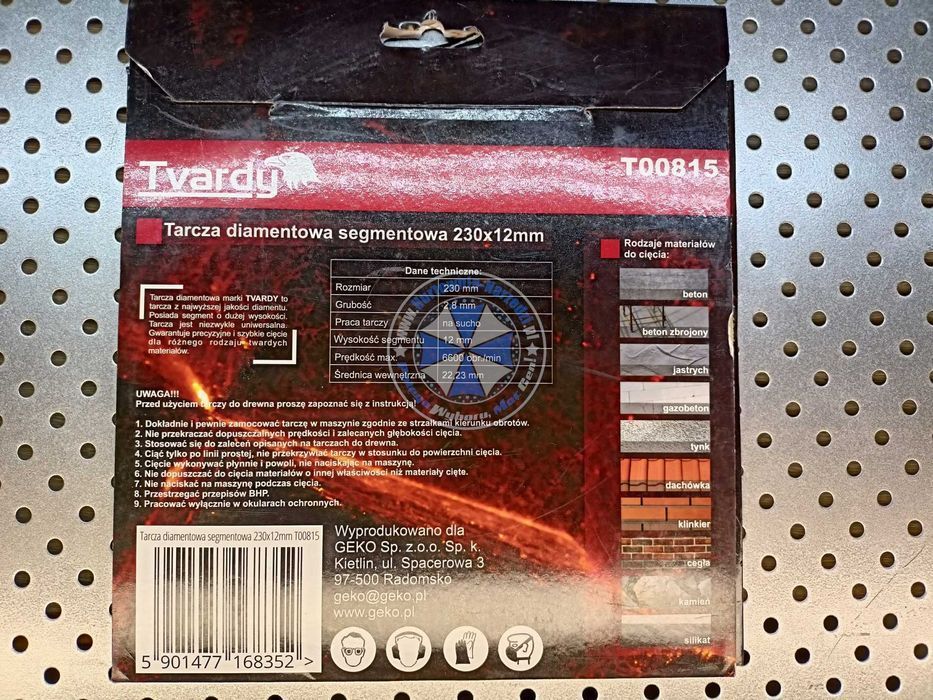 Tvardy
T00815
Tarcza diamentowa segmentowa 230x12mm
Tarcza diamentowa marki TVARDY to
tarcza z najwyższej jakości diamentu.
Posiada segment o dużej wysokości.
Tarcza jest niezwykle uniwersalna.
Gwarantuje precyzyjne i szybkie cięcie
dla różnego rodzaju twardych
materiałów.
Dane techniczne:
Rozmiar 230 mm
Grubość 2,8 mm
Praca tarczy na sucho
Wysokość segmentu 12 mm
Prędkość max. 6600 obr./min
Średnica wewnętrzna 22,23 mm
Rodzaje materiałów
do cięcia:
beton
beton zbrojony
jastrych
gazobeton
tynk
dachówka
klinkier
cegła
kamień
silikat
UWAGA!!!
Przed użyciem tarczy do drewna proszę zapoznać się z instrukcją!
1. Dokładnie i pewnie zamocować tarczę w maszynie zgodnie ze strzałkami kierunku obrotów.
2. Nie przekraczać dopuszczalnych prędkości i zalecanych głębokości cięcia.
3. Stosować się do zaleceń opisanych na tarczach do drewna.
4. Ciąć tylko po linii prostej, nie przekrzywiać tarczy w stosunku do powierzchni cięcia.
5. Cięcie wykonywać płynnie i powoli, nie naciskając na maszynę.
6. Nie dopuszczać do cięcia materiałów o innej właściwości niż materiały cięte.
7. Nie naciskać na maszynę podczas cięcia.
8. Przestrzegać przepisów BHP.
9. Pracować wyłącznie w okularach ochronnych.
Tarcza diamentowa segmentowa 230x12mm T00815
5 901477 168352 >
Wyprodukowano dla
GEKO Sp. z.o.o. Sp. k.
Kietlin, ul. Spacerowa 3
97-500 Radomsko
geko@geko.pl
www.geko.pl